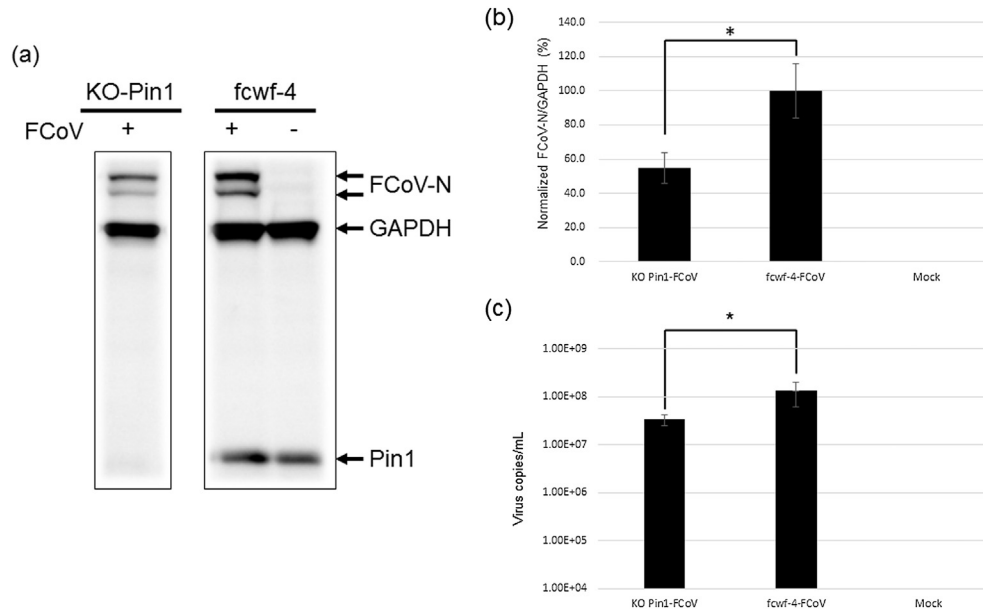 (a)
KO-Pin1 fcwf-4
FCoV + + -
FCoV-N
GAPDH
Pin1
(b)
Normalized FCoV-N/GAPDH (%)
140.0
120.0
100.0
80.0
60.0
40.0
20.0
0.0
*
KO Pin1-FCoV fcwf-4-FCoV Mock
(c)
Virus copies/mL
1.00E+09
1.00E+08
1.00E+07
1.00E+06
1.00E+05
1.00E+04
*
KO Pin1-FCoV fcwf-4-FCoV Mock